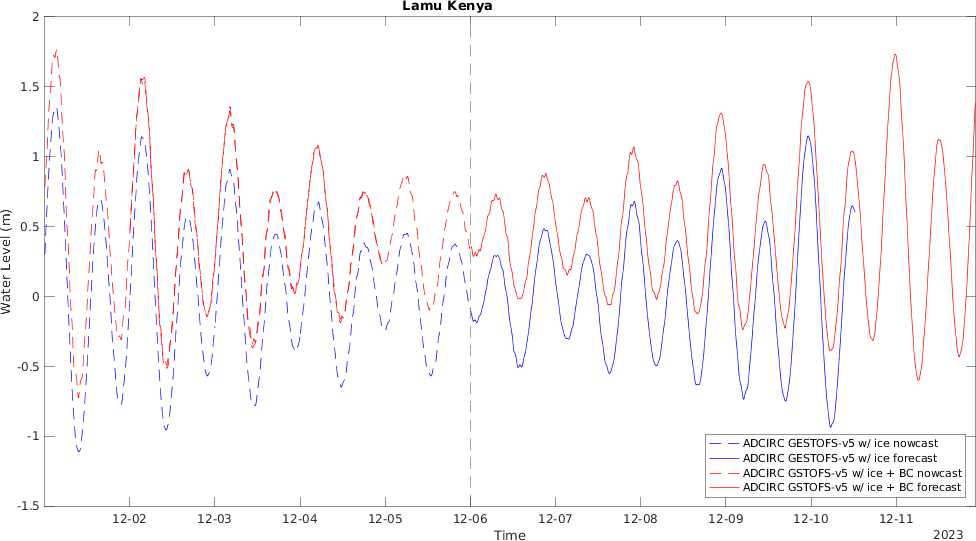 Lamu Kenya
2
1.5
1
0.5
0
-0.5
-1
-1.5
Water Level (m)
12-02
12-03
12-04
12-05
12-06
12-07
12-08
12-09
12-10
12-11
Time
2023
ADCIRC GESTOFS-v5 w/ ice nowcast
ADCIRC GESTOFS-v5 w/ ice forecast
ADCIRC GSTOFS-v5 w/ ice + BC nowcast
ADCIRC GSTOFS-v5 w/ ice + BC forecast